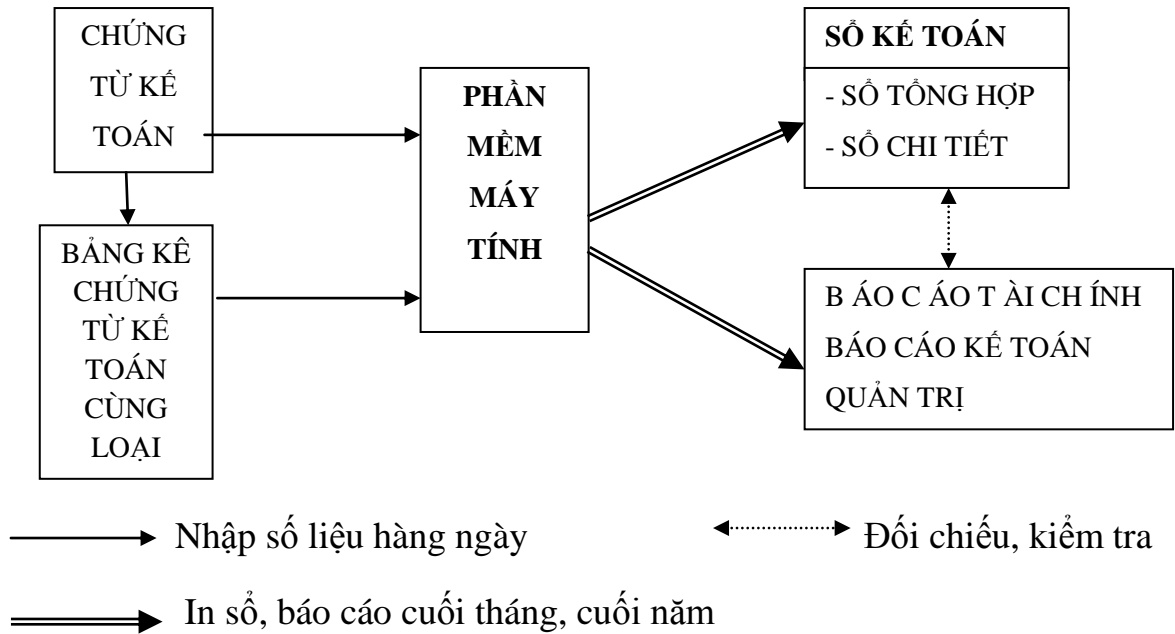 CHỨNG
TỪ KẾ
TOÁN
BẢNG KÊ
CHỨNG
TỪ KẾ
TOÁN
CÙNG
LOẠI
PHẦN
MỀM
MÁY
TÍNH
SỔ KẾ TOÁN
- SỔ TỔNG HỢP
- SỔ CHI TIẾT
B ÁO C ÁO T ÀI CH ÍNH
BÁO CÁO KẾ TOÁN
QUẢN TRỊ
Nhập số liệu hàng ngày
Đối chiếu, kiểm tra
In sổ, báo cáo cuối tháng, cuối năm